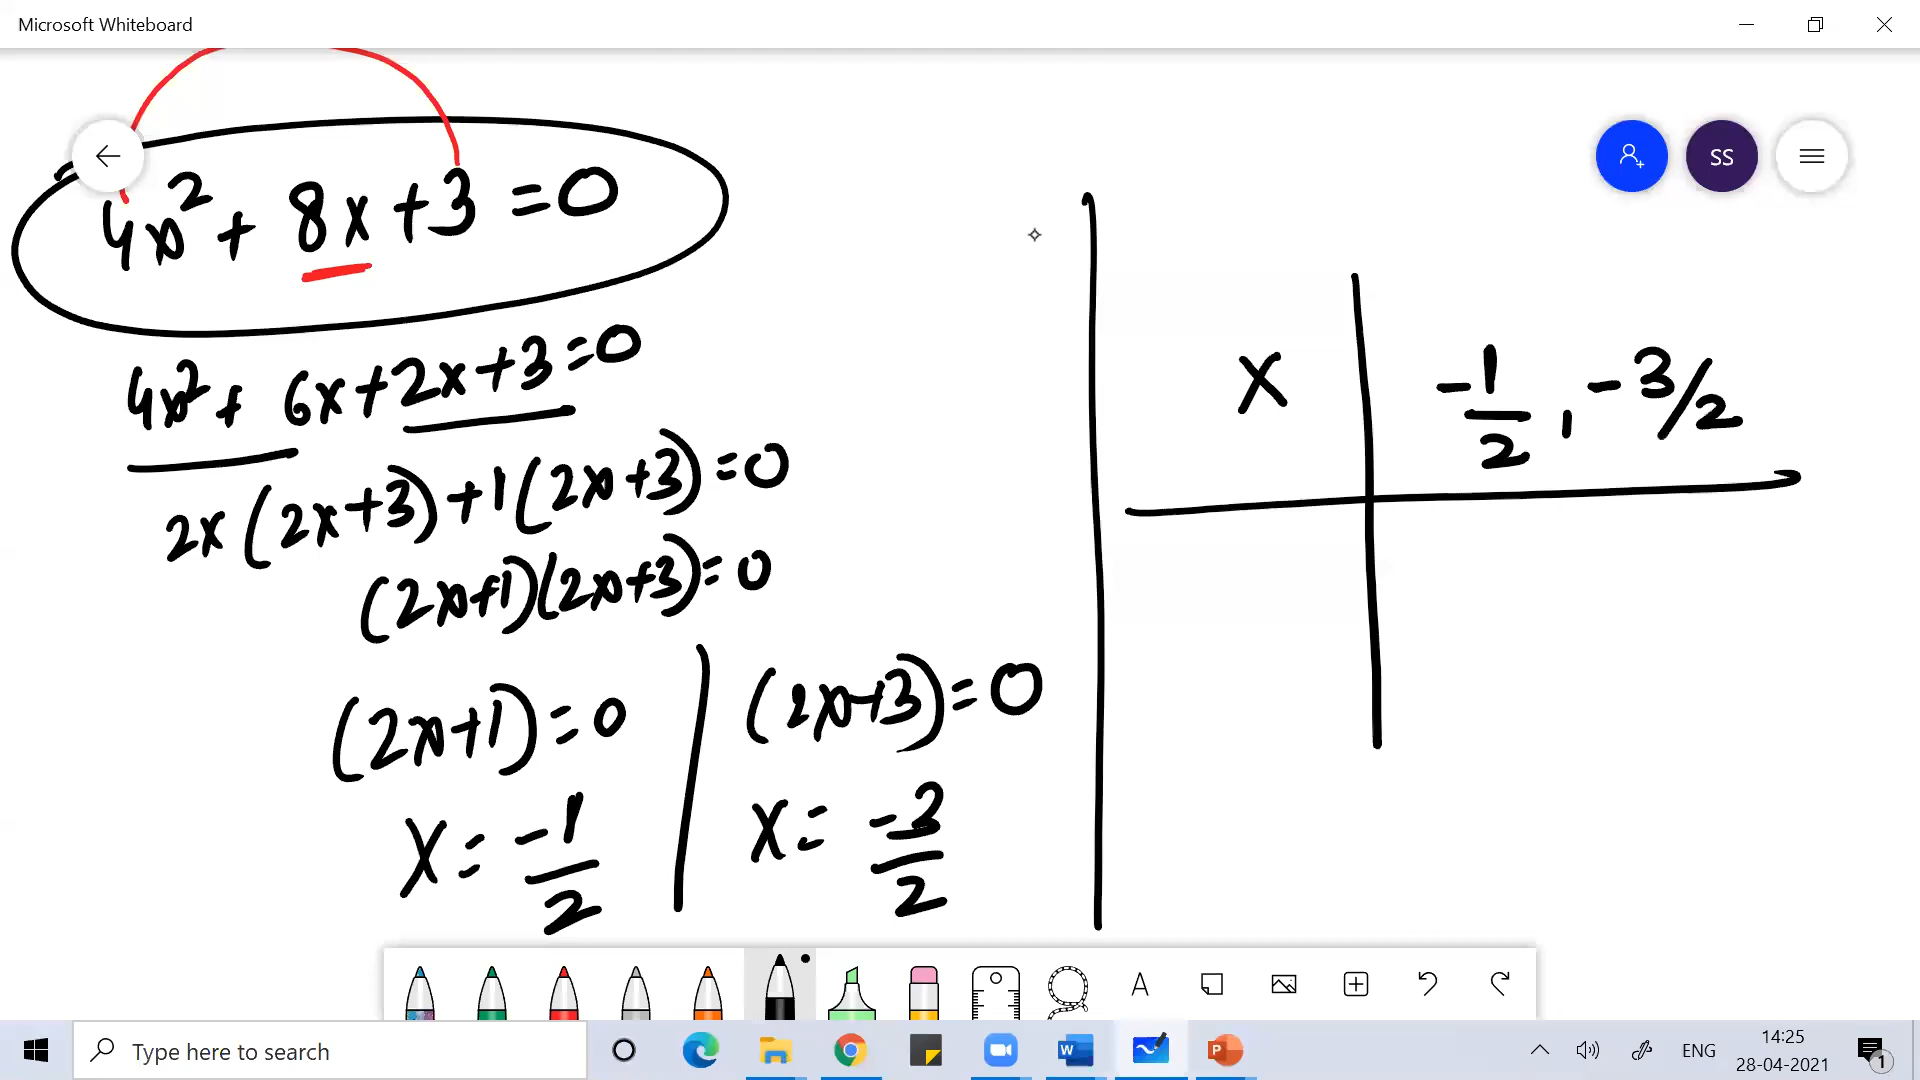 Microsoft Whiteboard
SS
4x² + 8x + 3 = 0
4x² + 6x + 2x + 3 = 0
2x (2x+3) + 1 (2x+3) = 0
(2x+1)(2x+3) = 0
(2x+1) = 0
x = -1/2
(2x+3) = 0
x = -3/2
x
-1/2 , -3/2
A
Type here to search
W
P
ENG
14:25
28-04-2021
1